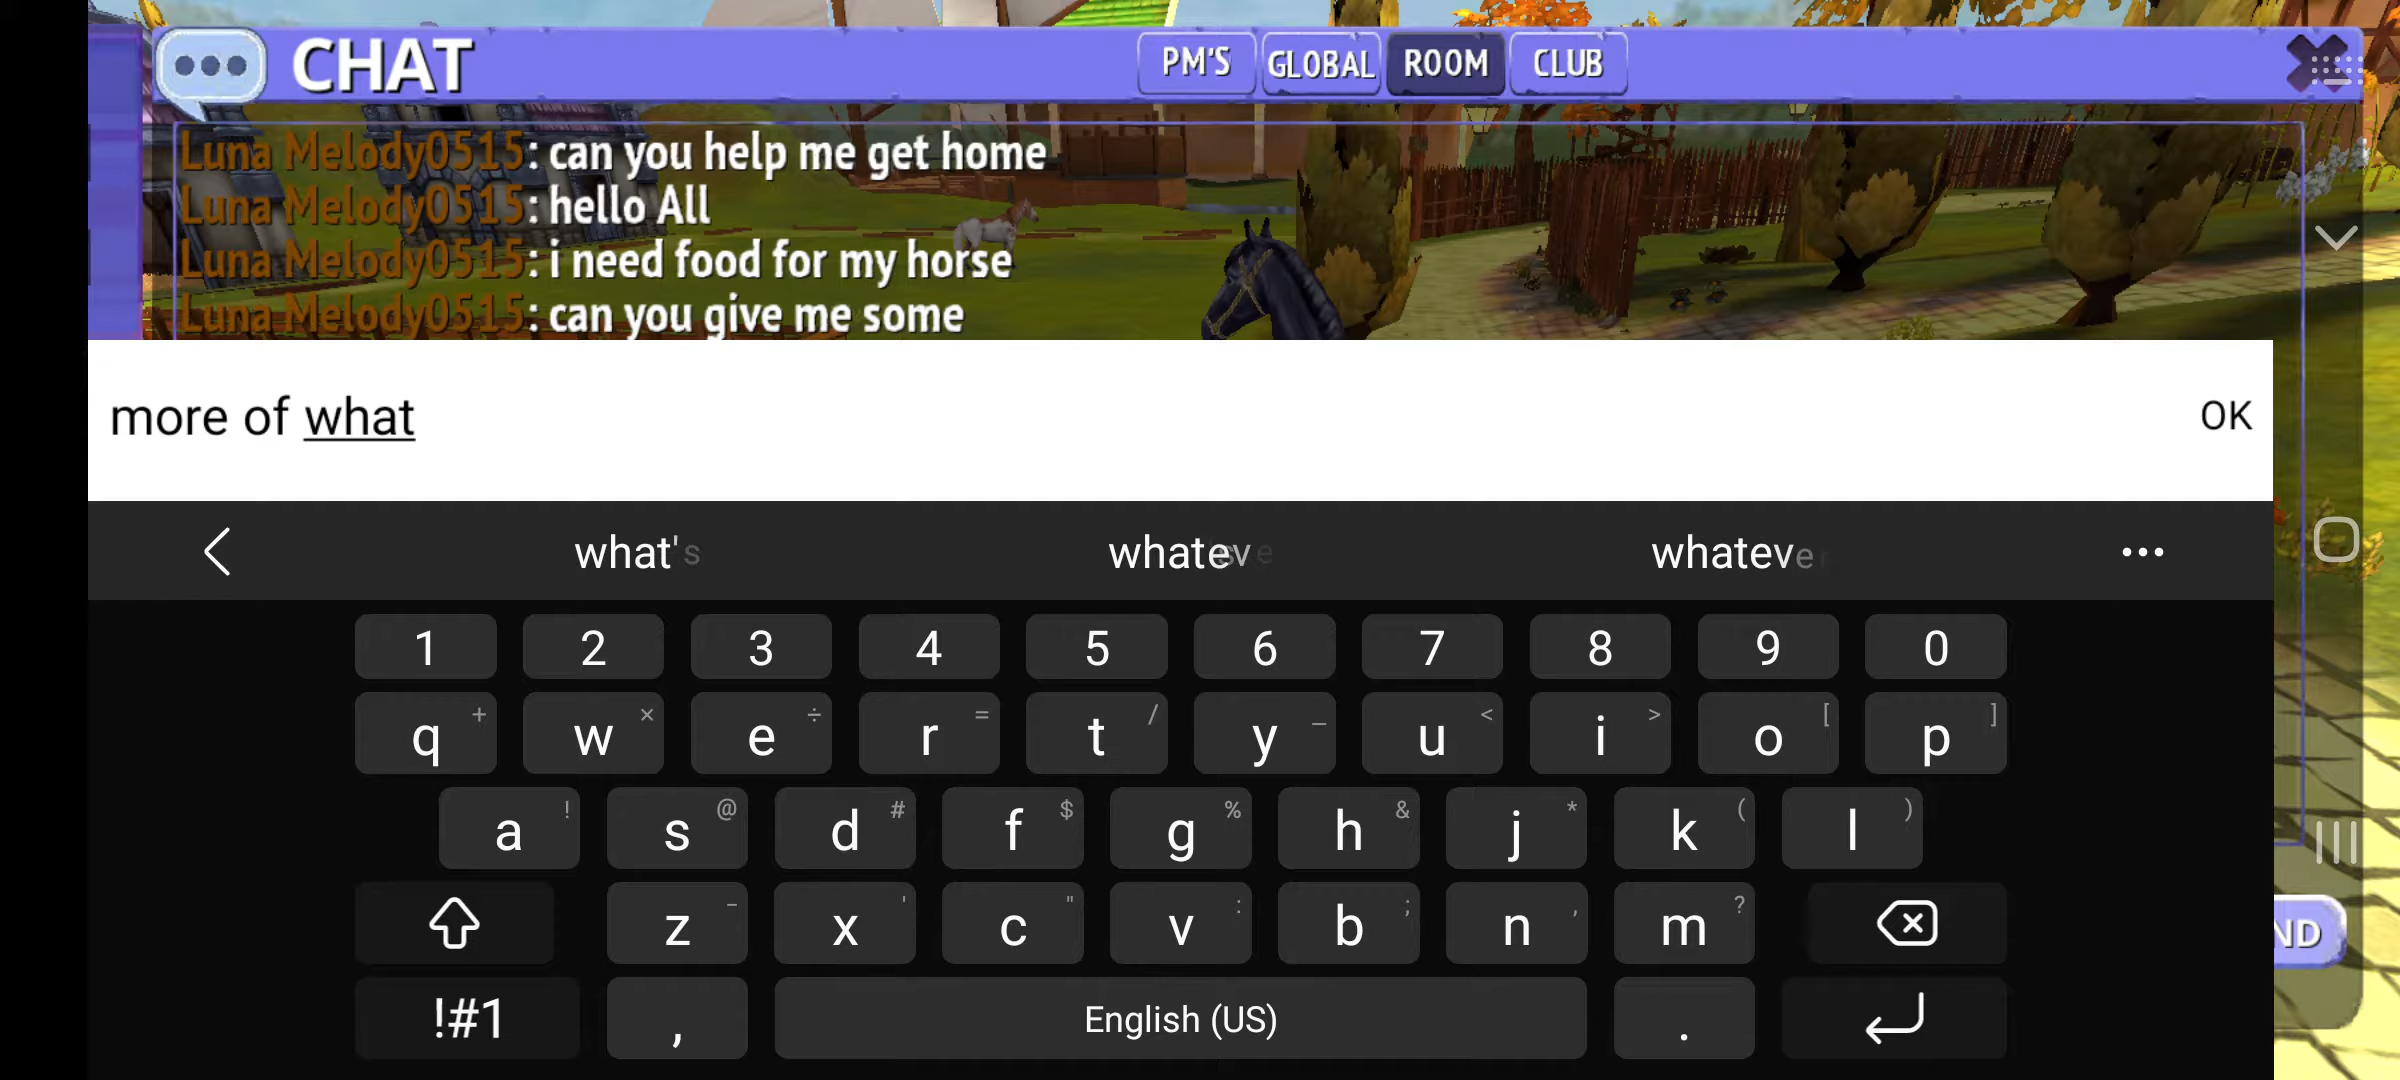 CHAT PM'S GLOBAL ROOM CLUB
Luna Melody0515: can you help me get home
Luna Melody0515: hello All
Luna Melody0515: i need food for my horse
Luna Melody0515: can you give me some
more of what OK
what's whateve whatever
1 2 3 4 5 6 7 8 9 0
q + w × e ÷ r = t / y _ u < i > o [ p ]
a ! s @ d # f $ g % h & j * k ( l )
z - x ' c " v : b ; n , m ?
ND
!#1 , English (US) .